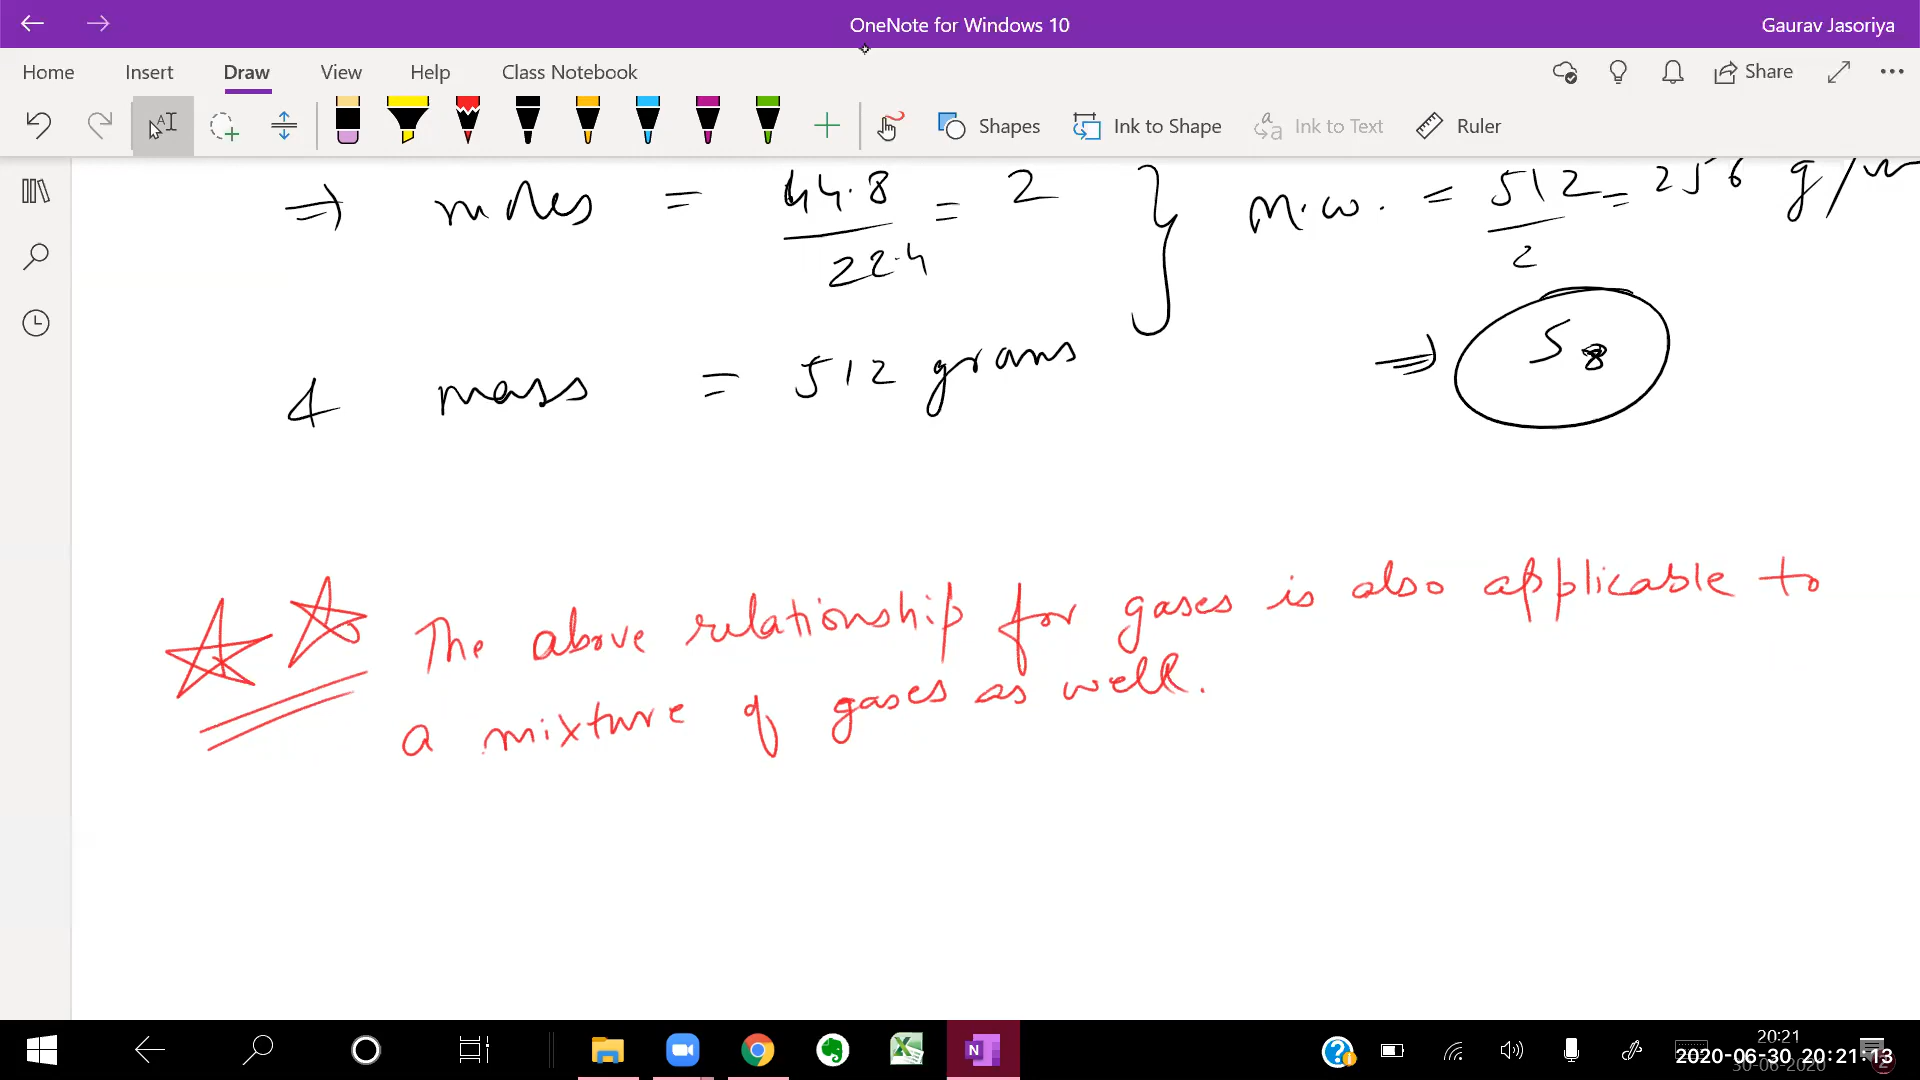 OneNote for Windows 10
Gaurav Jasoriya
Home Insert Draw View Help Class Notebook Share
Shapes Ink to Shape Ink to Text Ruler
⇒ moles = 44.8/22.4 = 2 } M.w. = 512/2 = 256 g/m
& mass = 512 grams ⇒ S8
The above relationship for gases is also applicable to
a mixture of gases as well.
20:21
2020-06-30 20:21:13
30-06-2020